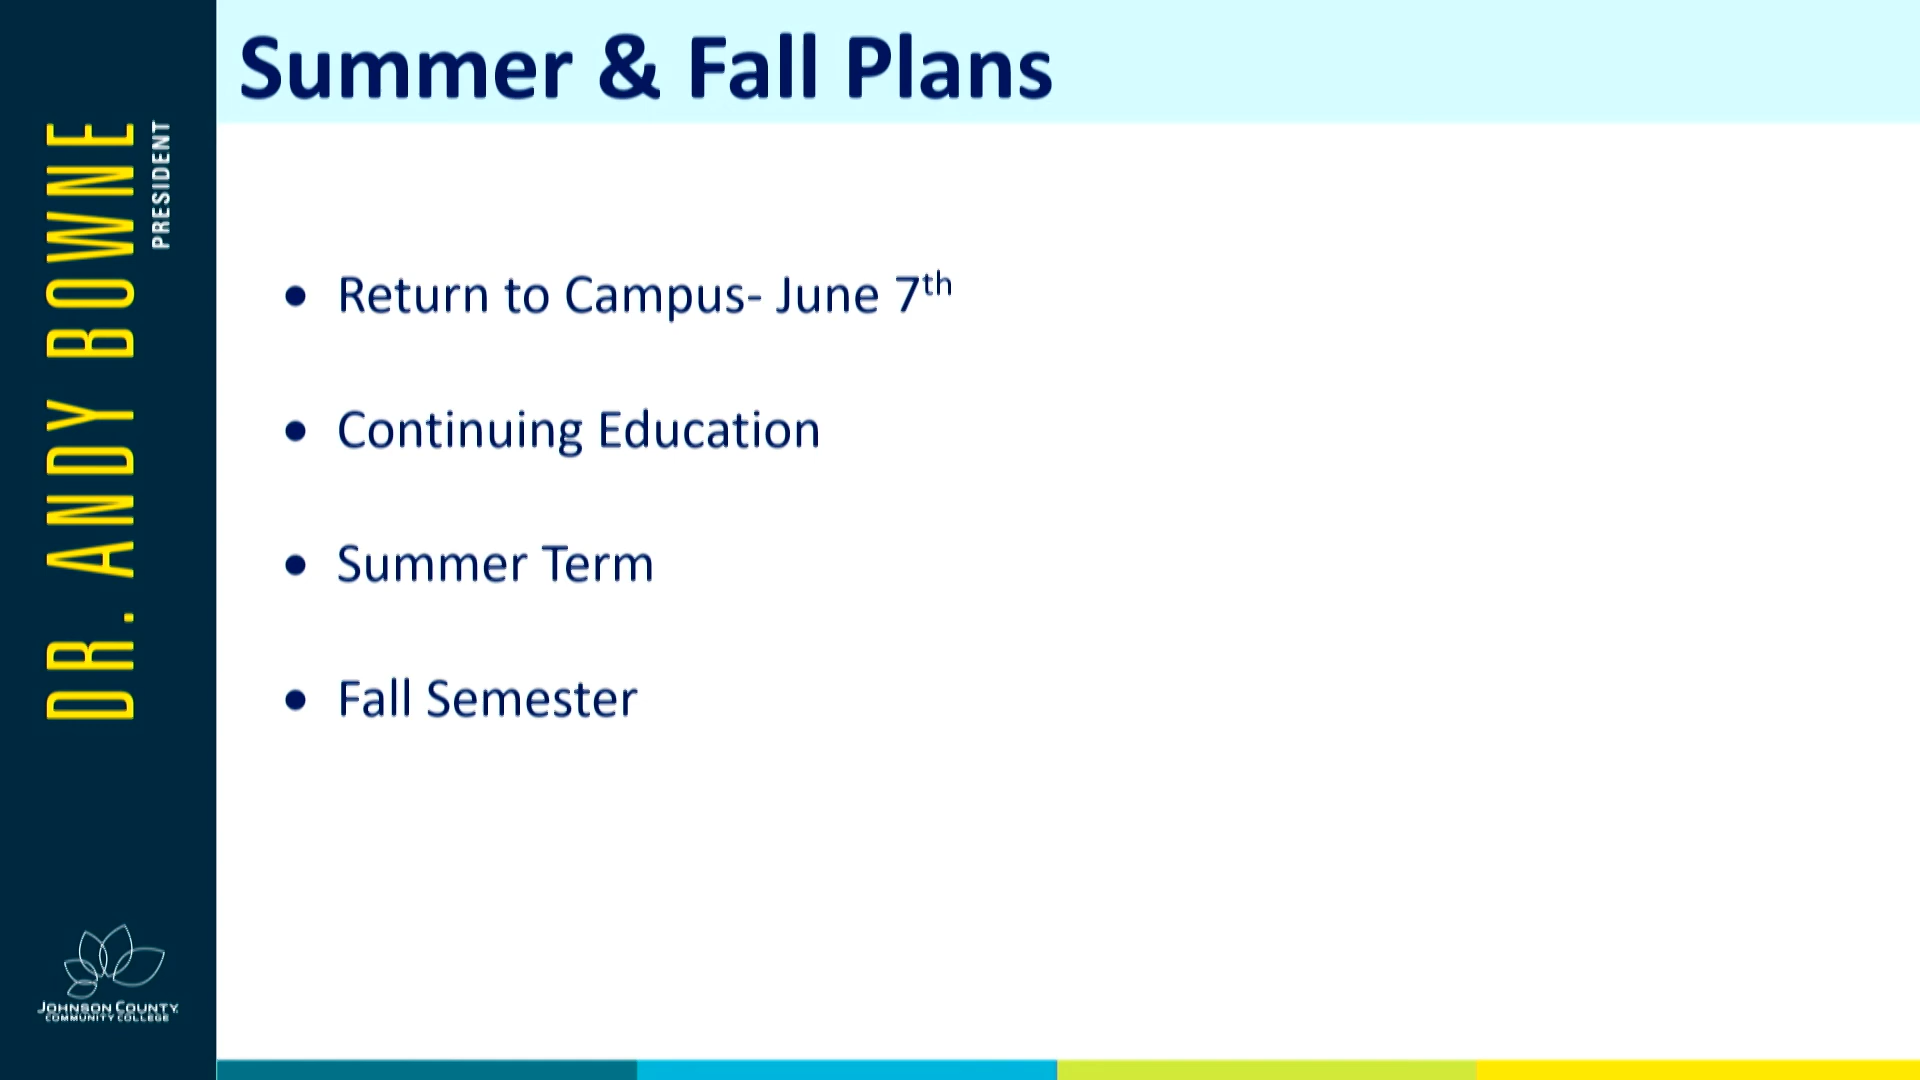 Summer & Fall Plans
DR. ANDY BOWNE
PRESIDENT
• Return to Campus- June 7th
• Continuing Education
• Summer Term
• Fall Semester
JOHNSON COUNTY
COMMUNITY COLLEGE